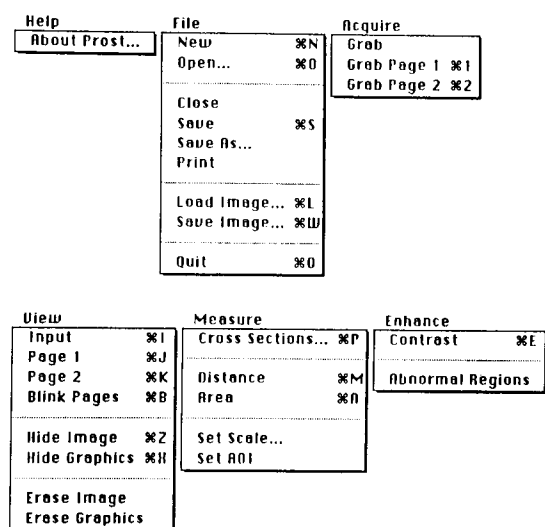 Help
About Prost...
File
New ⌘N
Open... ⌘O
Close
Save ⌘S
Save As...
Print
Load Image... ⌘L
Save Image... ⌘W
Quit ⌘Q
Acquire
Grab
Grab Page 1 ⌘1
Grab Page 2 ⌘2
View
Input ⌘I
Page 1 ⌘J
Page 2 ⌘K
Blink Pages ⌘B
Hide Image ⌘Z
Hide Graphics ⌘X
Erase Image
Erase Graphics
Measure
Cross Sections... ⌘P
Distance ⌘M
Area ⌘A
Set Scale...
Set AOI
Enhance
Contrast ⌘E
Abnormal Regions